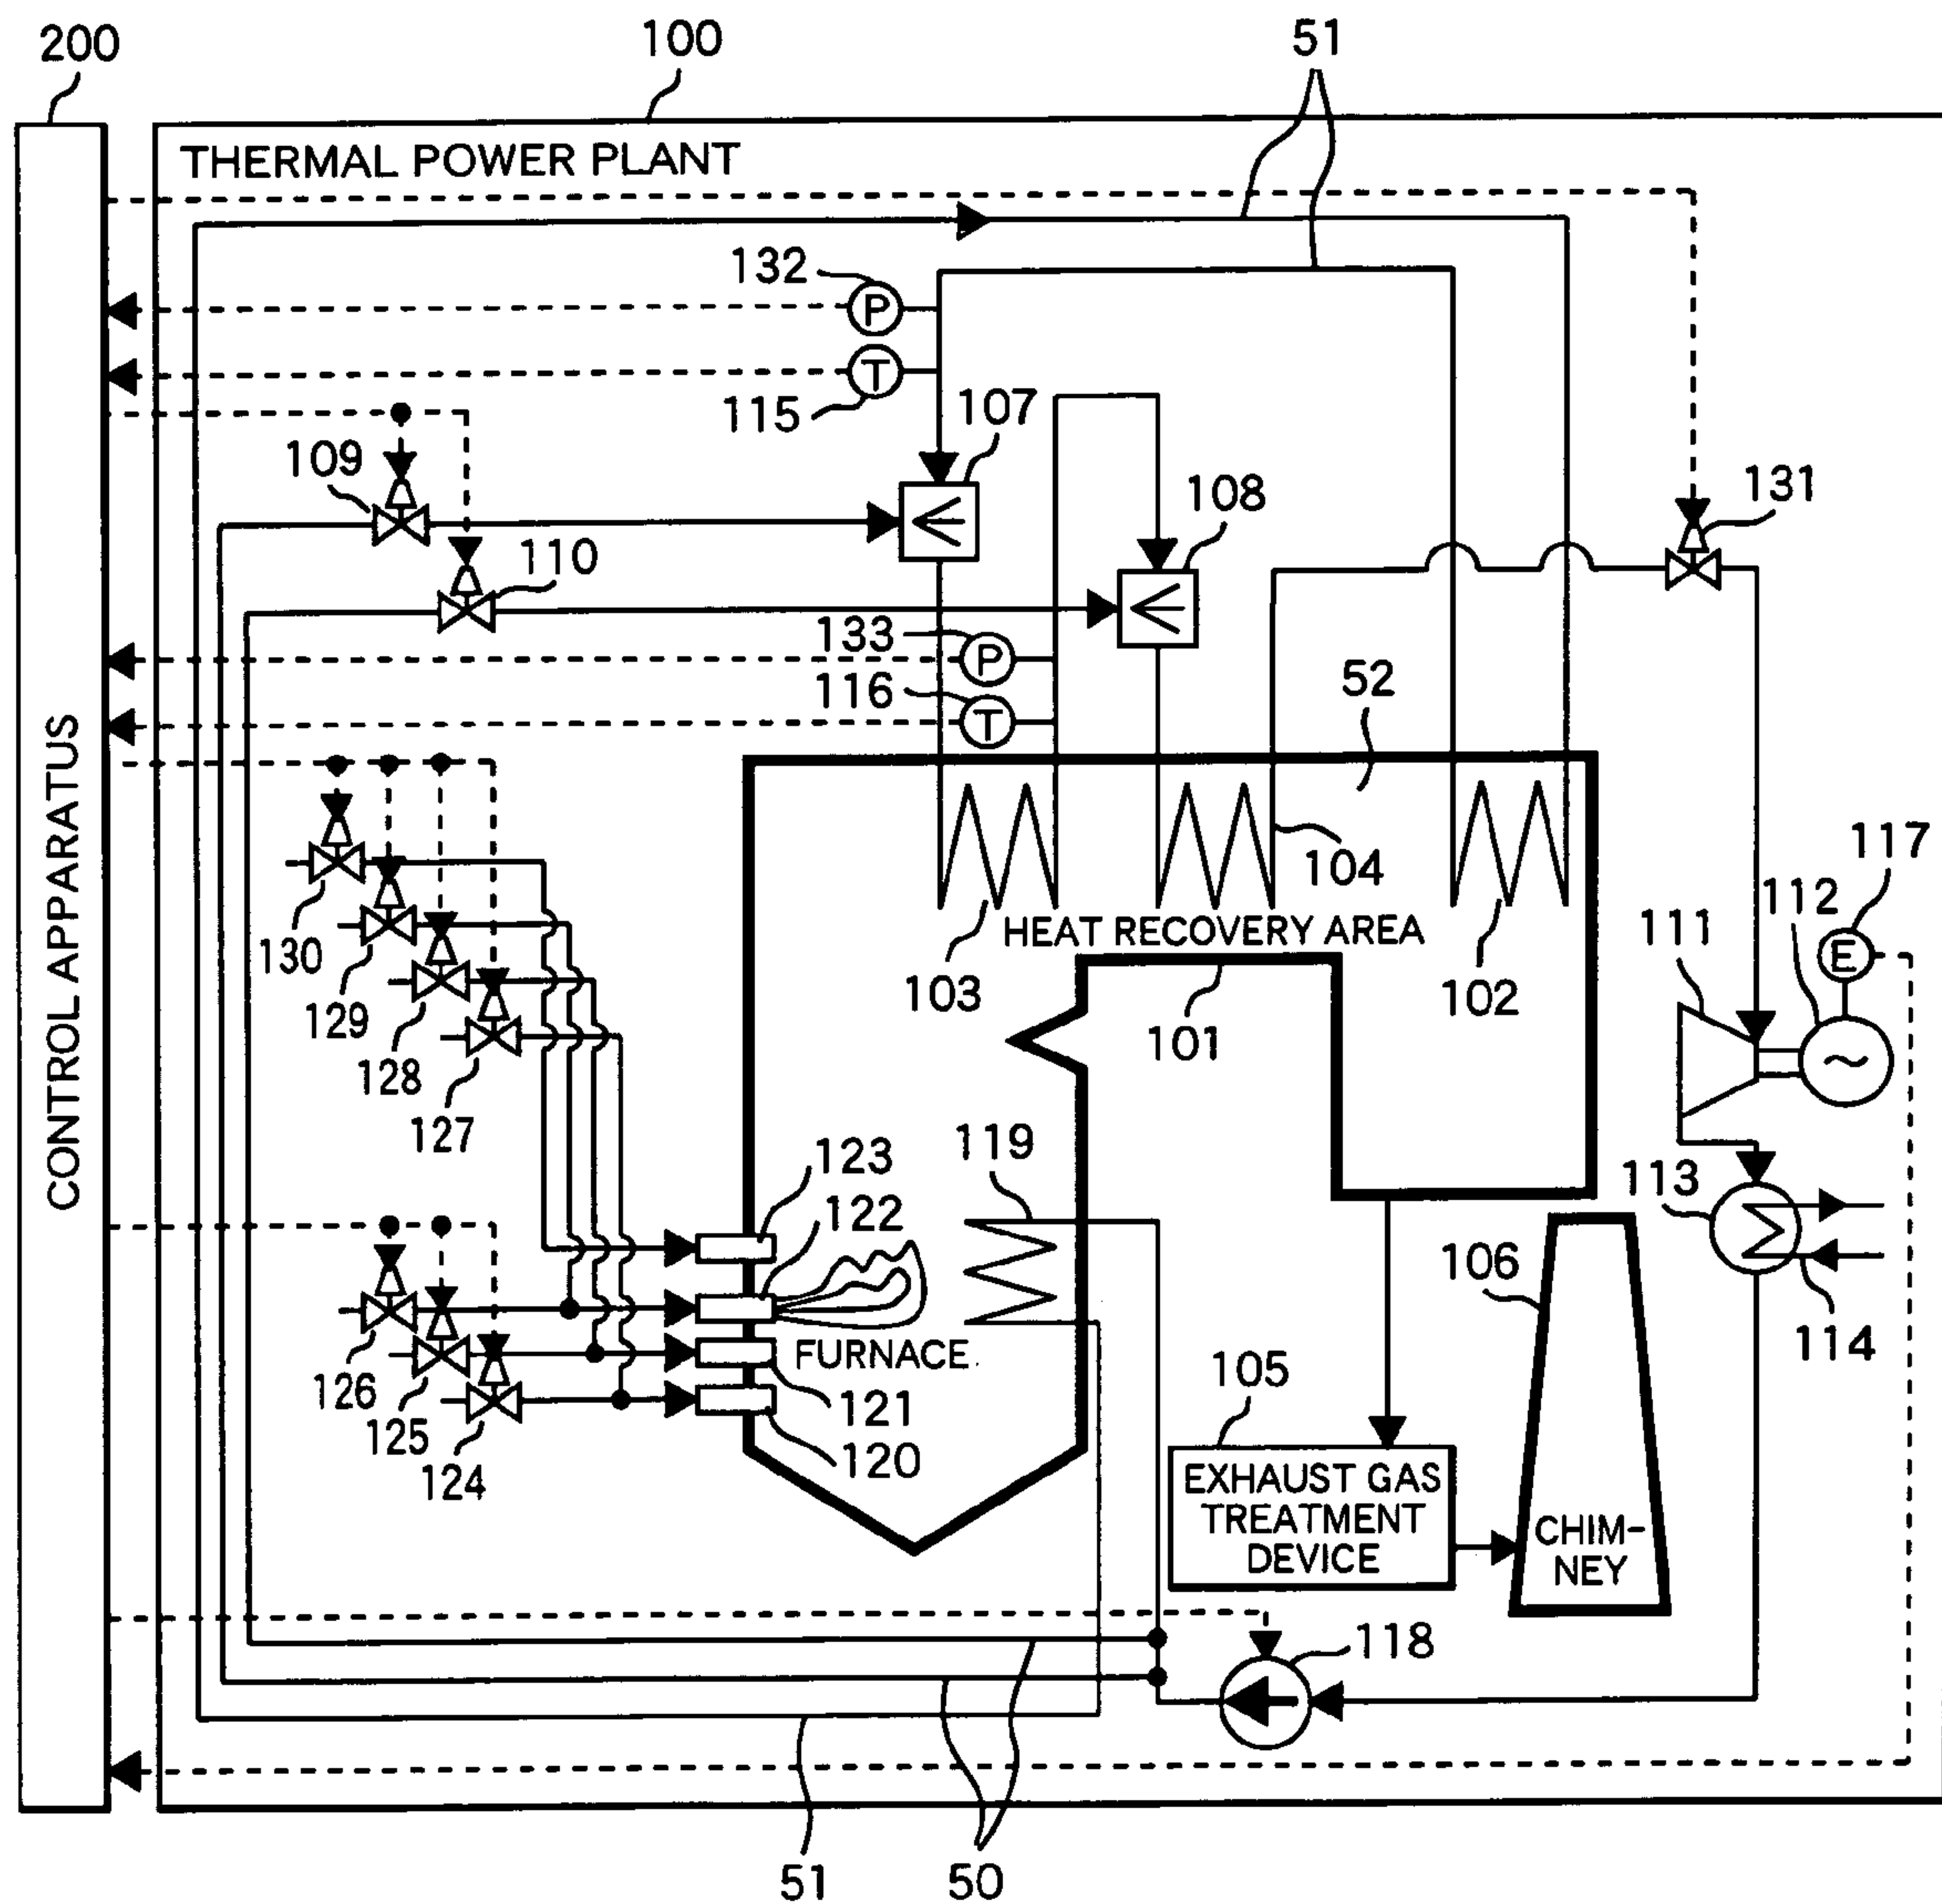 200
100
51
THERMAL POWER PLANT
132
P
T
115
107
109
108
131
110
133
P
116
T
52
CONTROL APPARATUS
104
117
130
HEAT RECOVERY AREA
112
111
E
129
103
102
128
101
127
123
119
122
113
106
126
FURNACE
114
125
121
105
124
120
EXHAUST GAS
TREATMENT
DEVICE
CHIM-
NEY
118
51
50